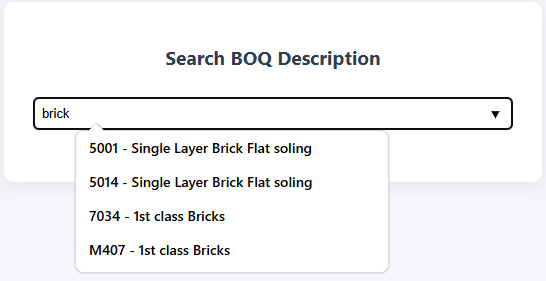 Search BOQ Description
brick
5001 - Single Layer Brick Flat soling
5014 - Single Layer Brick Flat soling
7034 - 1st class Bricks
M407 - 1st class Bricks